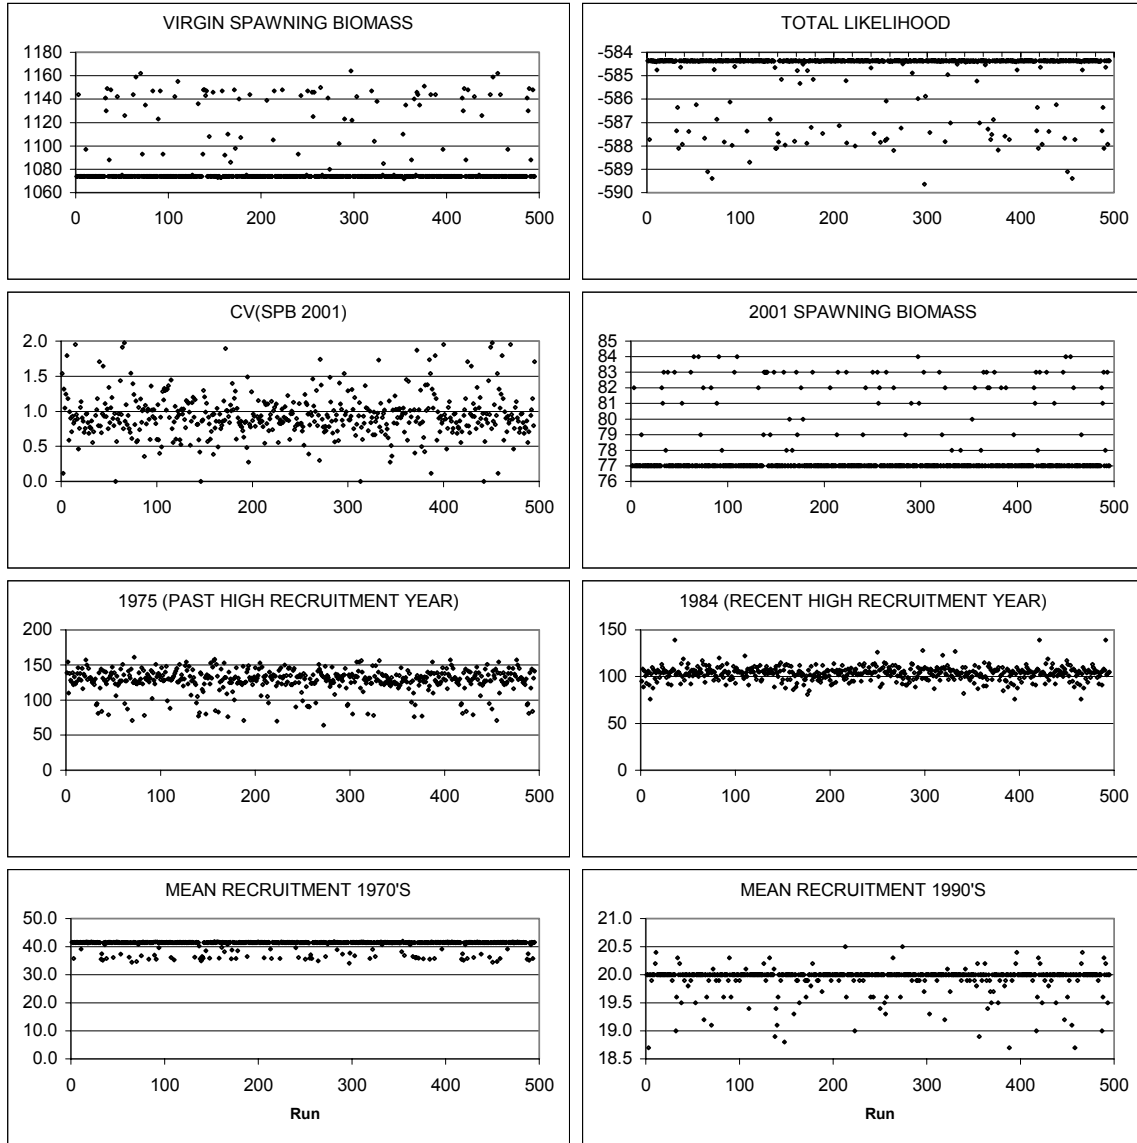 VIRGIN SPAWNING BIOMASS
1180
1160
1140
1120
1100
1080
1060
0 100 200 300 400 500
TOTAL LIKELIHOOD
-584
-585
-586
-587
-588
-589
-590
0 100 200 300 400 500
CV(SPB 2001)
2.0
1.5
1.0
0.5
0.0
0 100 200 300 400 500
2001 SPAWNING BIOMASS
85
84
83
82
81
80
79
78
77
76
0 100 200 300 400 500
1975 (PAST HIGH RECRUITMENT YEAR)
200
150
100
50
0
0 100 200 300 400 500
1984 (RECENT HIGH RECRUITMENT YEAR)
150
100
50
0
0 100 200 300 400 500
MEAN RECRUITMENT 1970'S
50.0
40.0
30.0
20.0
10.0
0.0
0 100 200 300 400 500
Run
MEAN RECRUITMENT 1990'S
21.0
20.5
20.0
19.5
19.0
18.5
0 100 200 300 400 500
Run